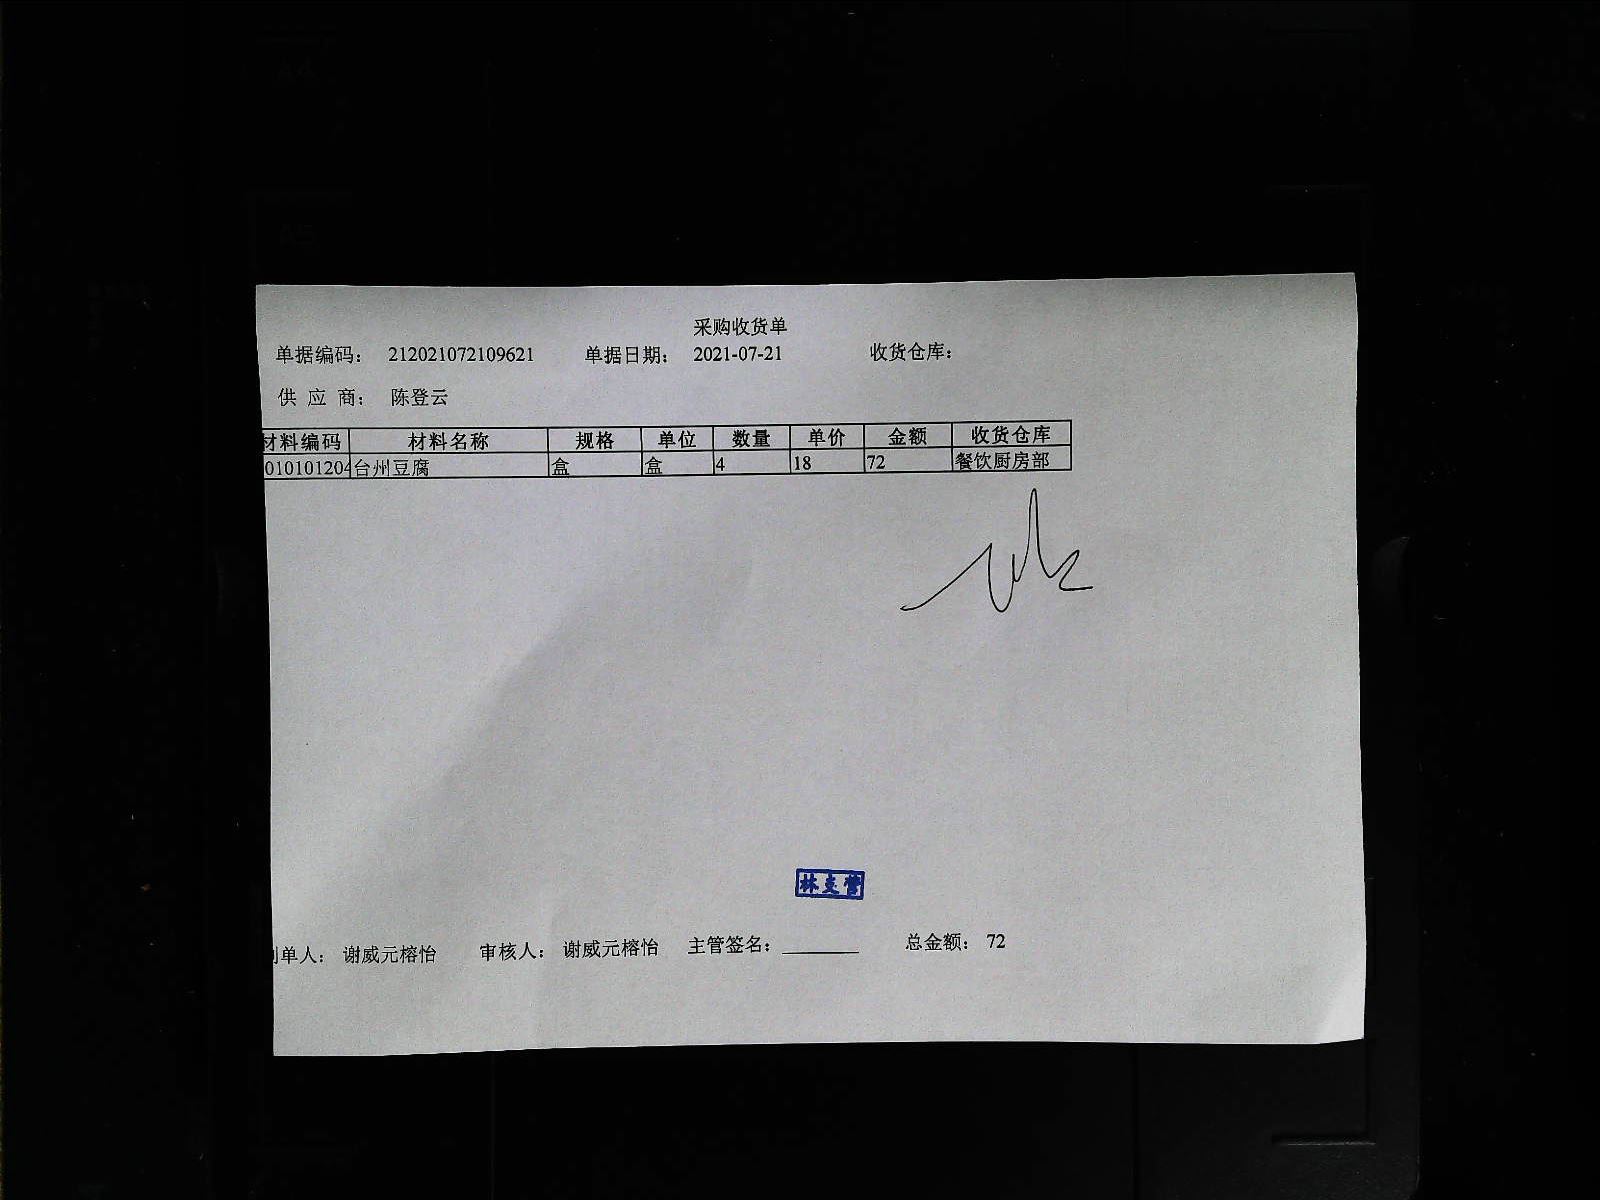 采购收货单
单据编码： 212021072109621 单据日期： 2021-07-21 收货仓库：
供 应 商： 陈登云
材料编码 材料名称 规格 单位 数量 单价 金额 收货仓库
010101204 台州豆腐 盒 盒 4 18 72 餐饮厨房部
林支管
制单人： 谢威元榕怡 审核人： 谢威元榕怡 主管签名： 总金额： 72